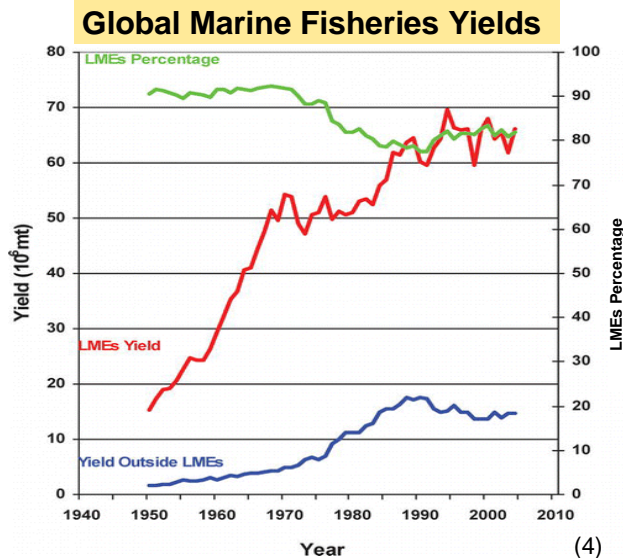 Global Marine Fisheries Yields
LMEs Percentage
LMEs Yield
Yield Outside LMEs
Yield (10⁶mt)
80
70
60
50
40
30
20
10
0
LMEs Percentage
100
90
80
70
60
50
40
30
20
10
0
1940 1950 1960 1970 1980 1990 2000 2010
Year
(4)